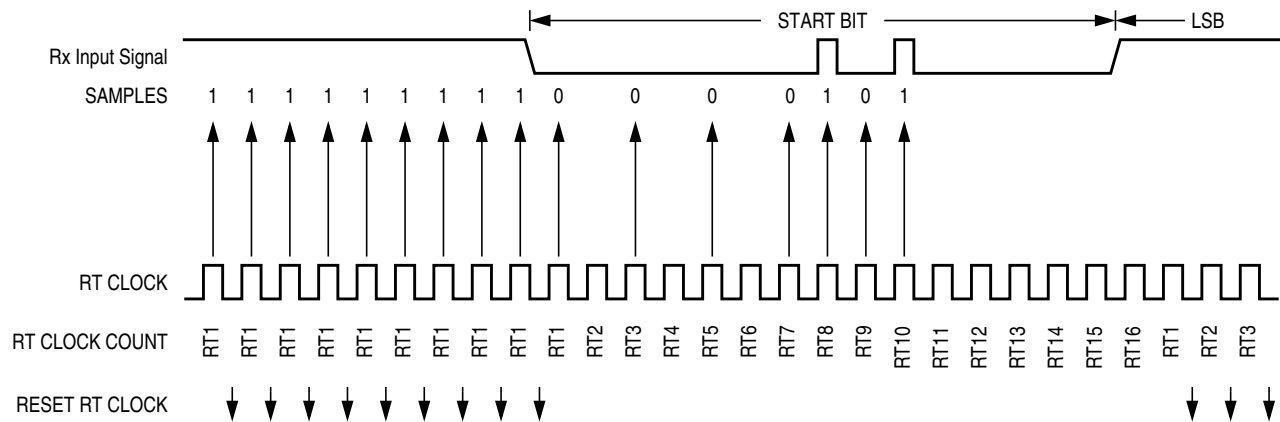 START BIT LSB
Rx Input Signal
SAMPLES 1 1 1 1 1 1 1 1 1 0 0 0 0 1 0 1
RT CLOCK
RT CLOCK COUNT RT1 RT1 RT1 RT1 RT1 RT1 RT1 RT1 RT1 RT1 RT2 RT3 RT4 RT5 RT6 RT7 RT8 RT9 RT10 RT11 RT12 RT13 RT14 RT15 RT16 RT1 RT2 RT3
RESET RT CLOCK